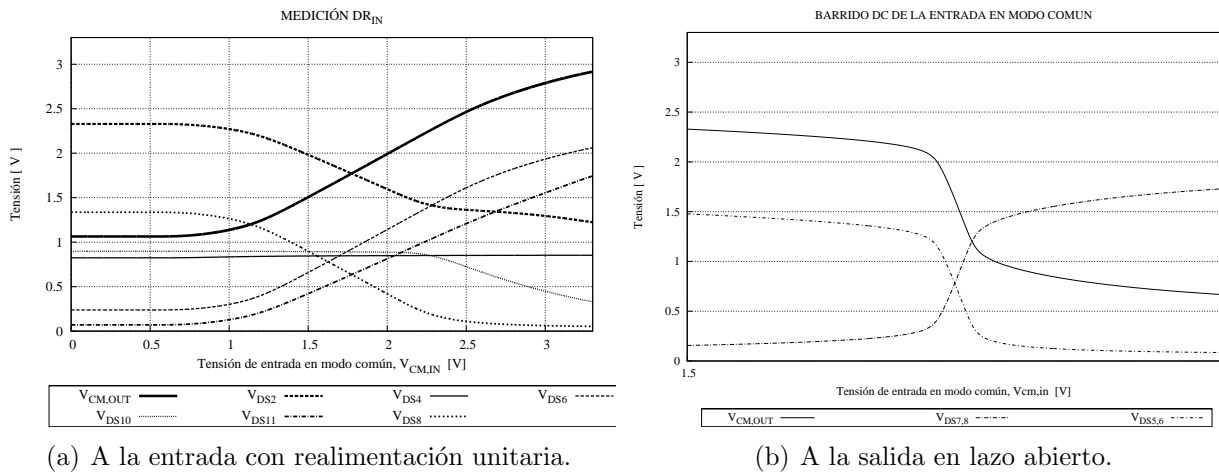 MEDICIÓN DR_IN
3
2.5
2
1.5
1
0.5
0
Tensión [ V ]
0 0.5 1 1.5 2 2.5 3
Tensión de entrada en modo común, V_CM,IN [V]
V_CM,OUT V_DS2 V_DS4 V_DS6
V_DS10 V_DS11 V_DS8
(a) A la entrada con realimentación unitaria.
BARRIDO DC DE LA ENTRADA EN MODO COMUN
3
2.5
2
1.5
1
0.5
0
Tensión [ V ]
1.5
Tensión de entrada en modo común, Vcm,in [V]
V_CM,OUT V_DS7,8 V_DS5,6
(b) A la salida en lazo abierto.